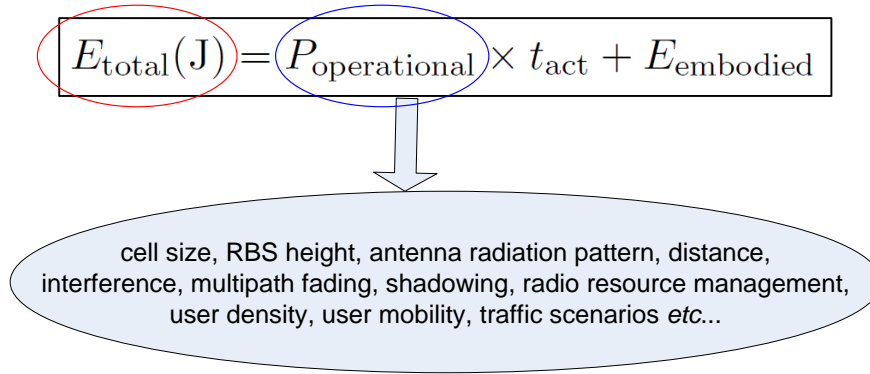 E_total(J) = P_operational × t_act + E_embodied
cell size, RBS height, antenna radiation pattern, distance,
interference, multipath fading, shadowing, radio resource management,
user density, user mobility, traffic scenarios etc...